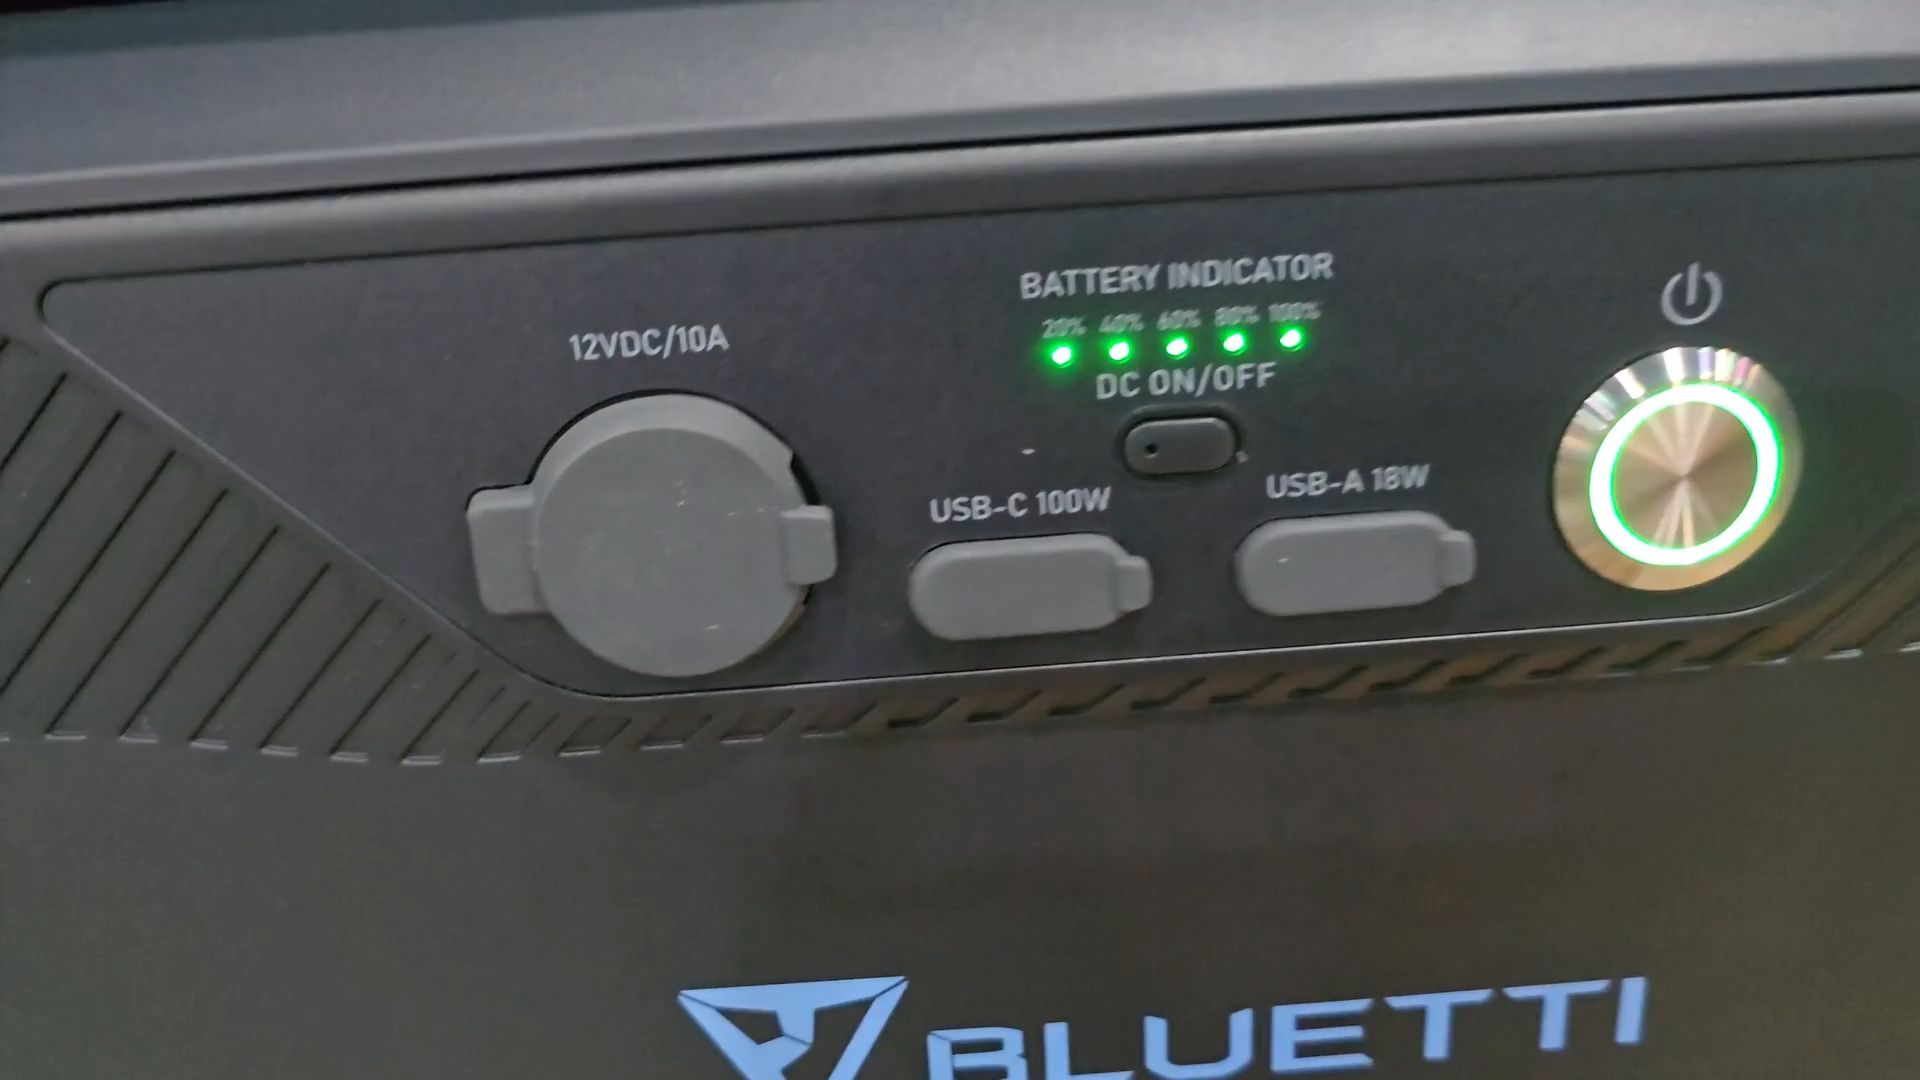 BATTERY INDICATOR
20% 40% 60% 80% 100%
12VDC/10A
DC ON/OFF
USB-C 100W
USB-A 18W
BLUETTI